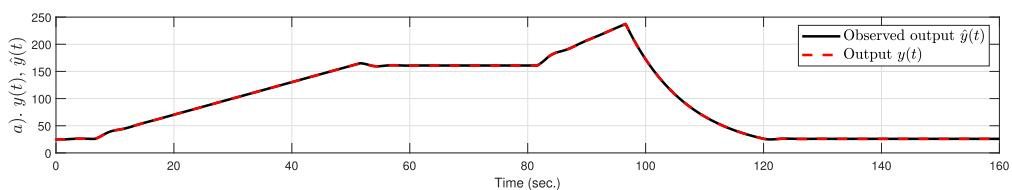 250
200
150
100
50
0
a). y(t), ŷ(t)
Observed output ŷ(t)
Output y(t)
0 20 40 60 80 100 120 140 160
Time (sec.)